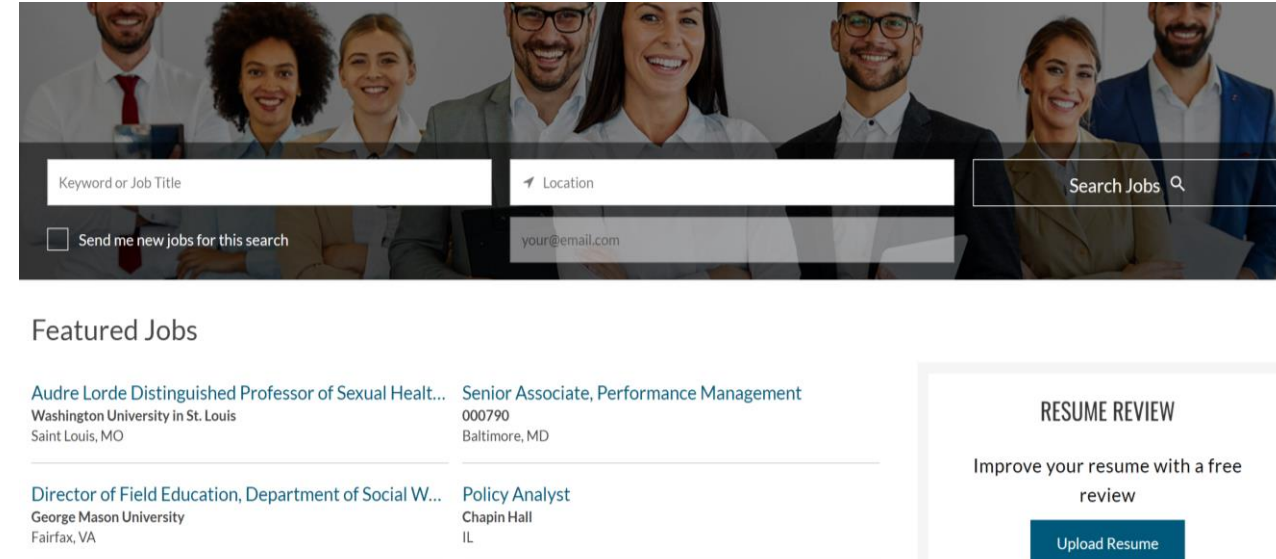 Keyword or Job Title
Location
Search Jobs
Send me new jobs for this search
your@email.com
Featured Jobs
Audre Lorde Distinguished Professor of Sexual Healt...
Washington University in St. Louis
Saint Louis, MO
Senior Associate, Performance Management
000790
Baltimore, MD
Director of Field Education, Department of Social W...
George Mason University
Fairfax, VA
Policy Analyst
Chapin Hall
IL
RESUME REVIEW
Improve your resume with a free
review
Upload Resume